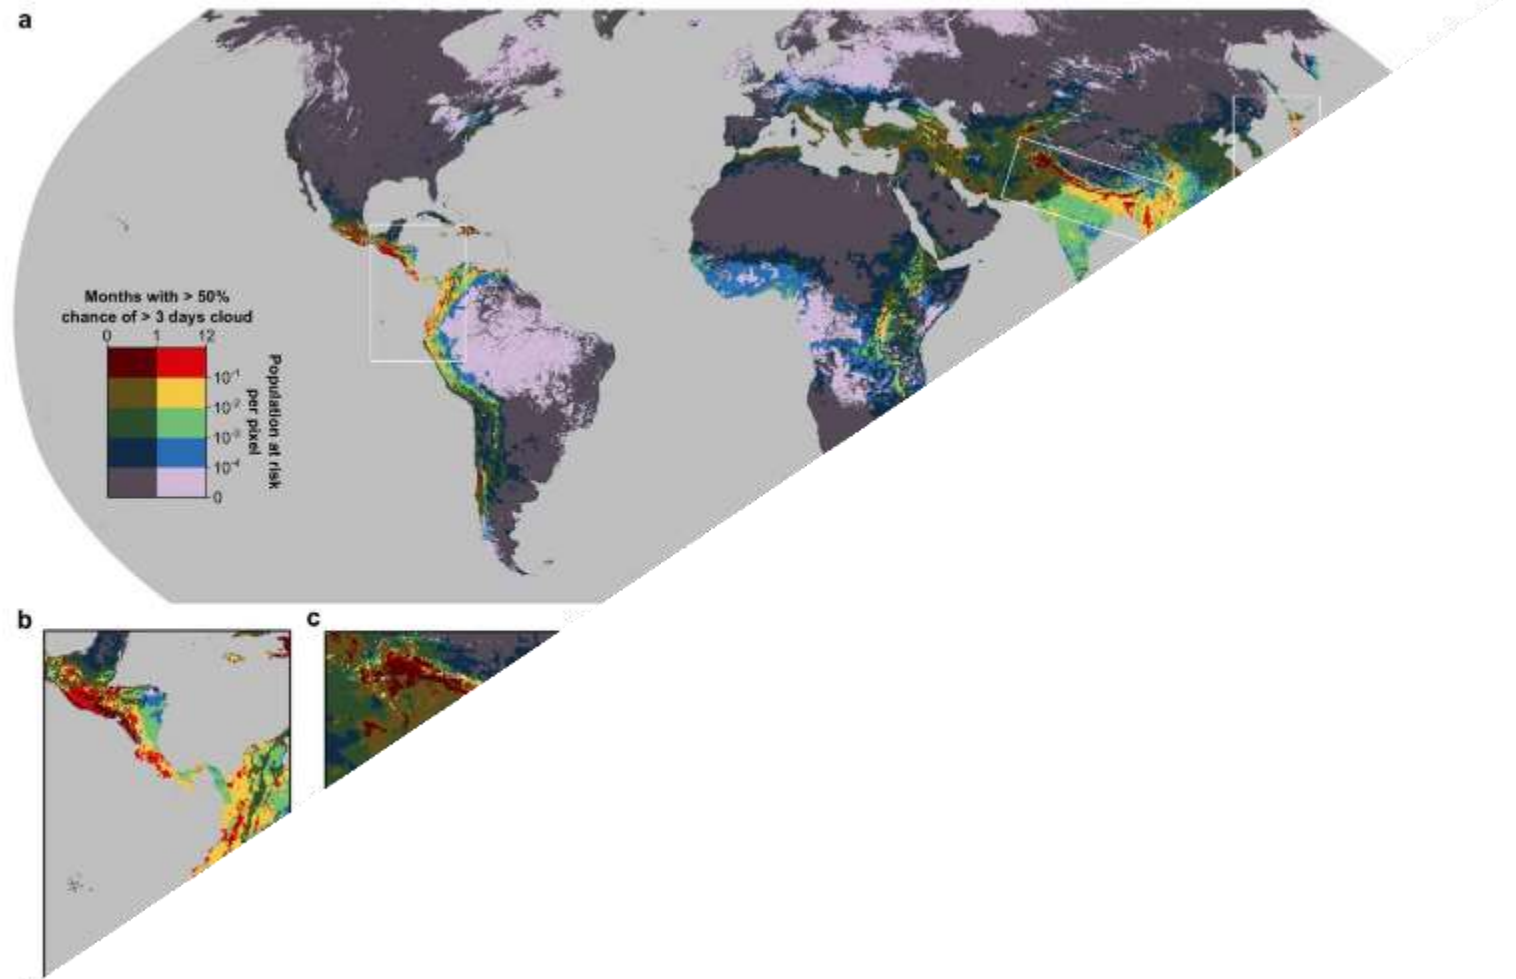 a
Months with > 50%
chance of > 3 days cloud
0 1 12
10⁻¹
10⁻²
10⁻³
10⁻⁴
0
Population at risk
per pixel
b
c